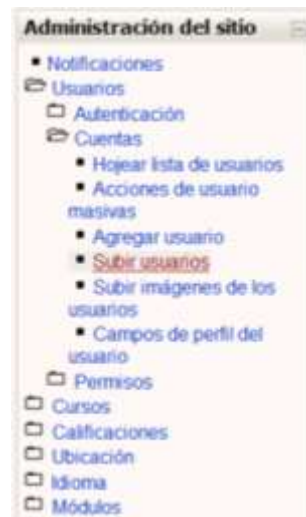 Administración del sitio
Notificaciones
Usuarios
Autenticación
Cuentas
Hojear lista de usuarios
Acciones de usuario
masivas
Agregar usuario
Subir usuarios
Subir imágenes de los
usuarios
Campos de perfil del
usuario
Permisos
Cursos
Calificaciones
Ubicación
Idioma
Módulos